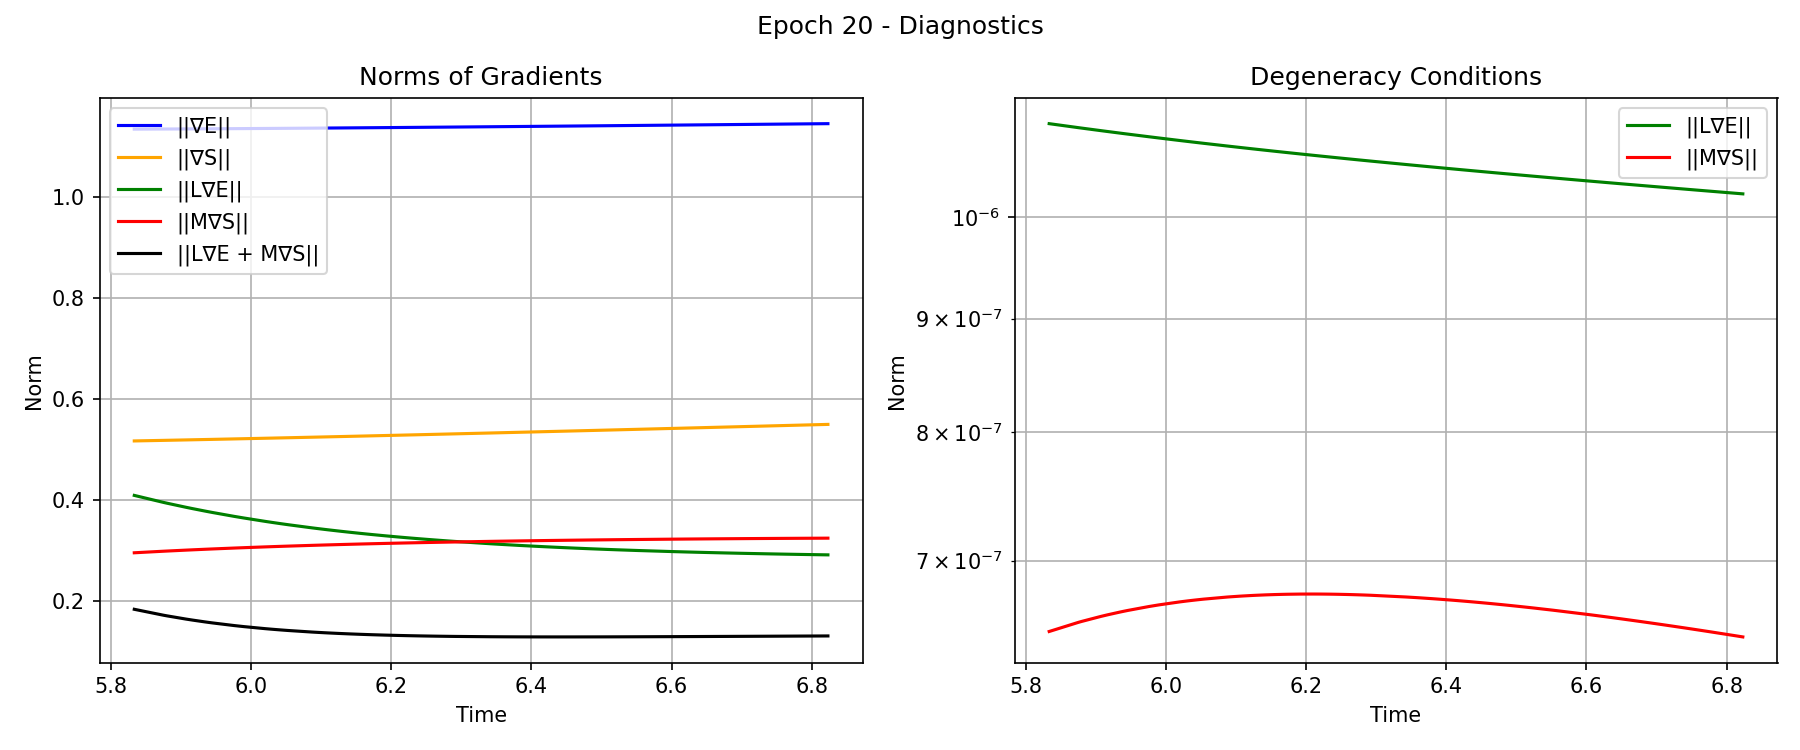 Epoch 20 - Diagnostics
Norms of Gradients
||∇E||
||∇S||
||L∇E||
||M∇S||
||L∇E + M∇S||
1.0
0.8
0.6
0.4
0.2
Norm
5.8 6.0 6.2 6.4 6.6 6.8
Time
Degeneracy Conditions
||L∇E||
||M∇S||
10⁻⁶
9 × 10⁻⁷
8 × 10⁻⁷
7 × 10⁻⁷
Norm
5.8 6.0 6.2 6.4 6.6 6.8
Time